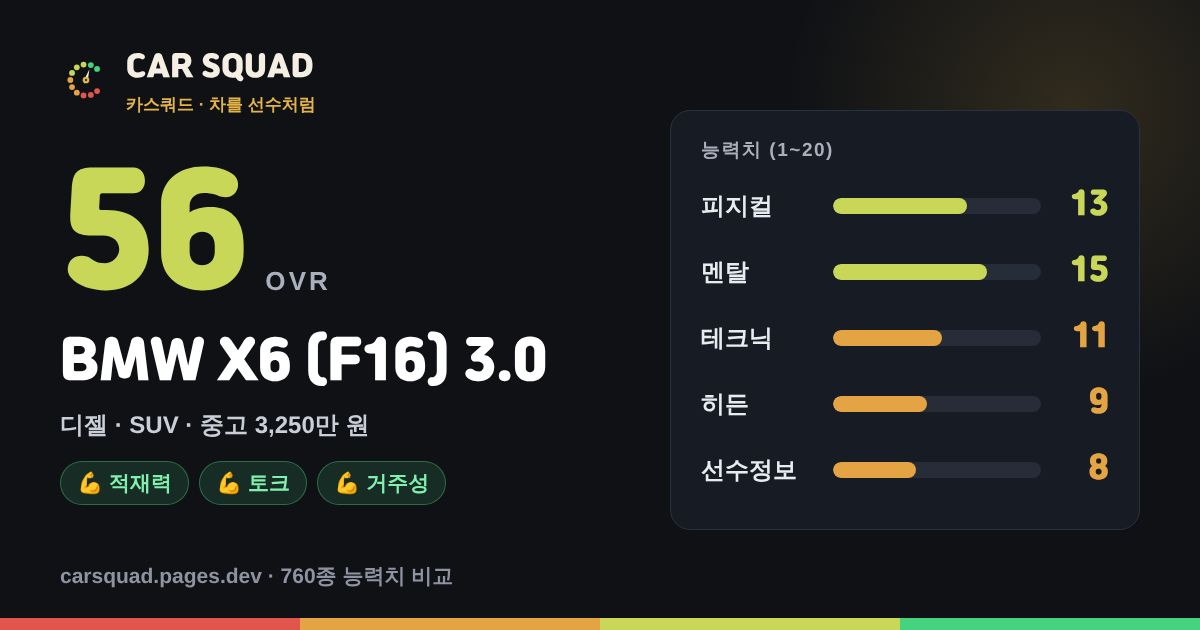 CAR SQUAD
카스쿼드 · 차를 선수처럼
56 OVR
BMW X6 (F16) 3.0
디젤 · SUV · 중고 3,250만 원
💪 적재력 💪 토크 💪 거주성
carsquad.pages.dev · 760종 능력치 비교
능력치 (1~20)
피지컬 13
멘탈 15
테크닉 11
히든 9
선수정보 8